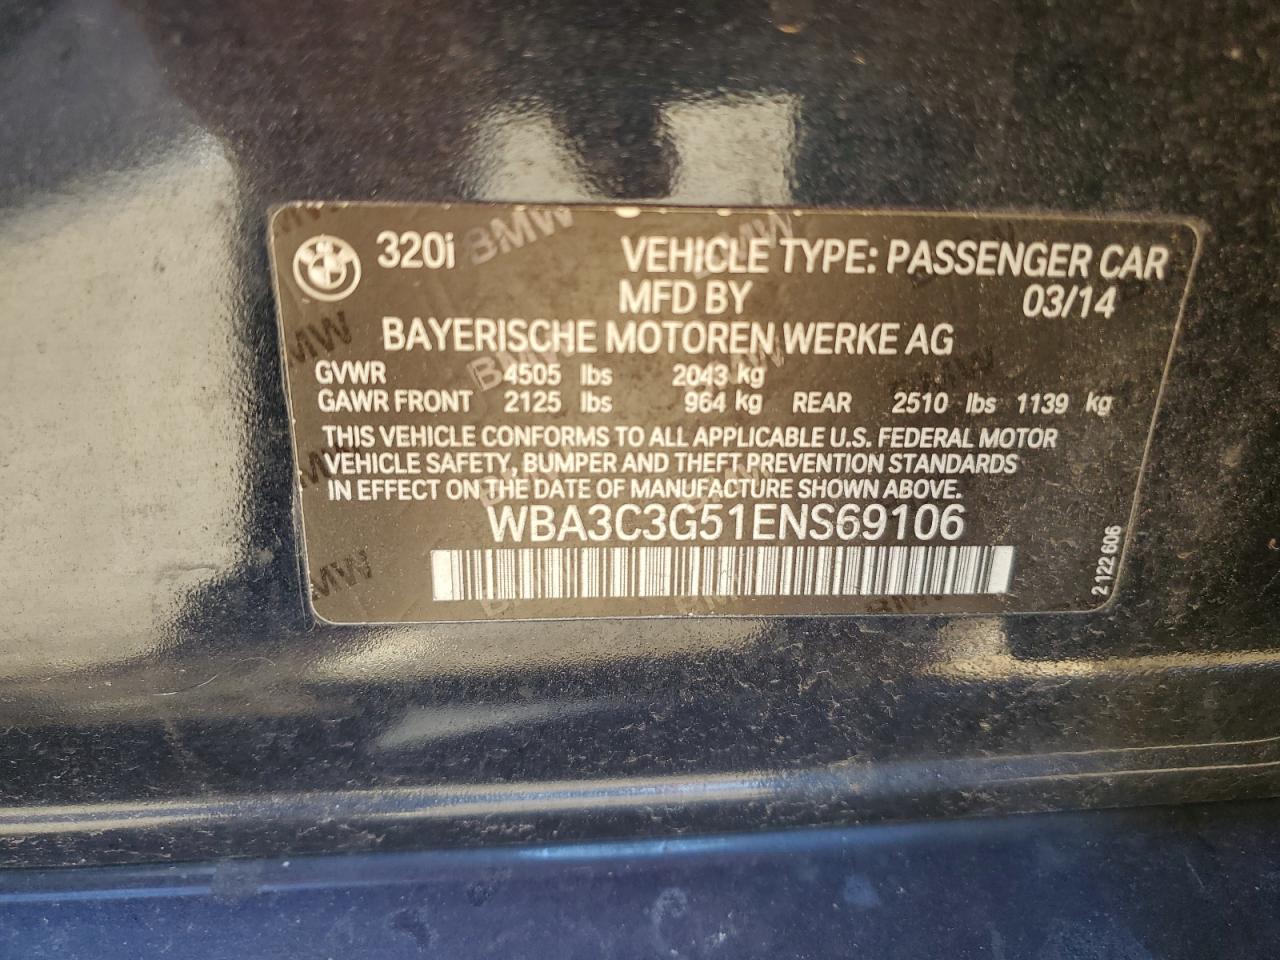 320i VEHICLE TYPE: PASSENGER CAR
MFD BY 03/14
BAYERISCHE MOTOREN WERKE AG
GVWR 4505 lbs 2043 kg
GAWR FRONT 2125 lbs 964 kg REAR 2510 lbs 1139 kg
THIS VEHICLE CONFORMS TO ALL APPLICABLE U.S. FEDERAL MOTOR
VEHICLE SAFETY, BUMPER AND THEFT PREVENTION STANDARDS
IN EFFECT ON THE DATE OF MANUFACTURE SHOWN ABOVE.
WBA3C3G51ENS69106
2 122 606